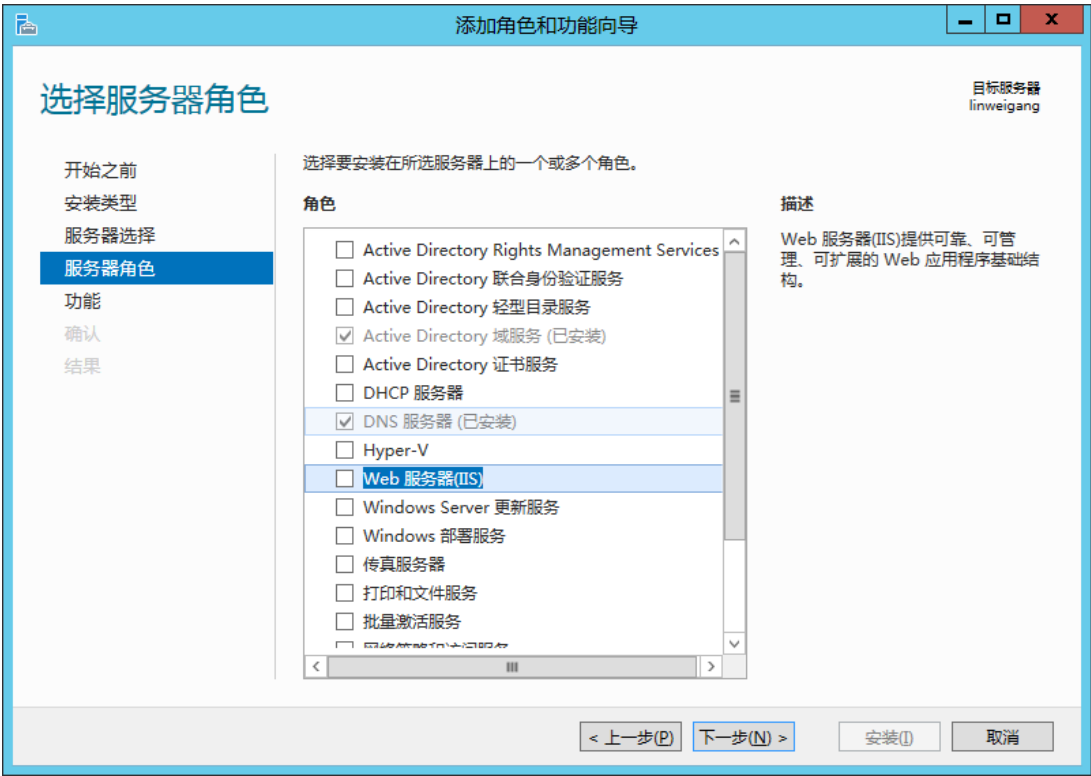 添加角色和功能向导
选择服务器角色
目标服务器
linweigang
开始之前
安装类型
服务器选择
服务器角色
功能
确认
结果
选择要安装在所选服务器上的一个或多个角色。
角色
Active Directory Rights Management Services
Active Directory 联合身份验证服务
Active Directory 轻型目录服务
Active Directory 域服务 (已安装)
Active Directory 证书服务
DHCP 服务器
DNS 服务器 (已安装)
Hyper-V
Web 服务器(IIS)
Windows Server 更新服务
Windows 部署服务
传真服务器
打印和文件服务
批量激活服务
网络策略和访问服务
描述
Web 服务器(IIS)提供可靠、可管
理、可扩展的 Web 应用程序基础结
构。
< 上一步(P)
下一步(N) >
安装(I)
取消